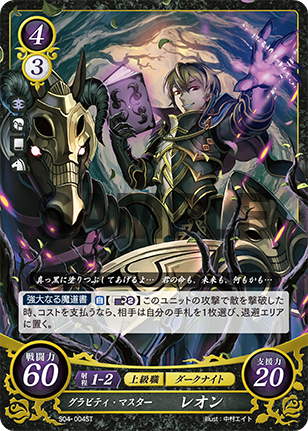 4
3
真っ黒に塗りつぶしてあげるよ… 君の命も、未来も、何もかも…
強大なる魔道書 自 [2] このユニットの攻撃で敵を撃破した
時、コストを支払うなら、相手は自分の手札を1枚選び、退避エリア
に置く。
戦闘力 60 射程 1-2 上級職 ダークナイト 支援力 20
グラビティ・マスター レオン
S04-004ST Illust：中村エイト